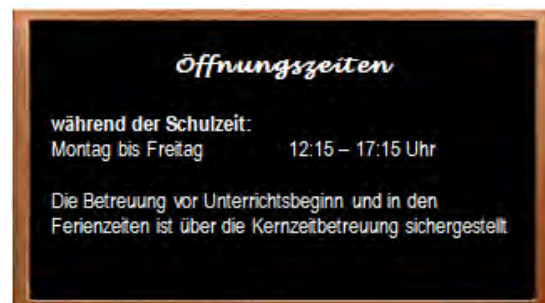 Öffnungszeiten
während der Schulzeit:
Montag bis Freitag 12:15 – 17:15 Uhr
Die Betreuung vor Unterrichtsbeginn und in den
Ferienzeiten ist über die Kernzeitbetreuung sichergestellt